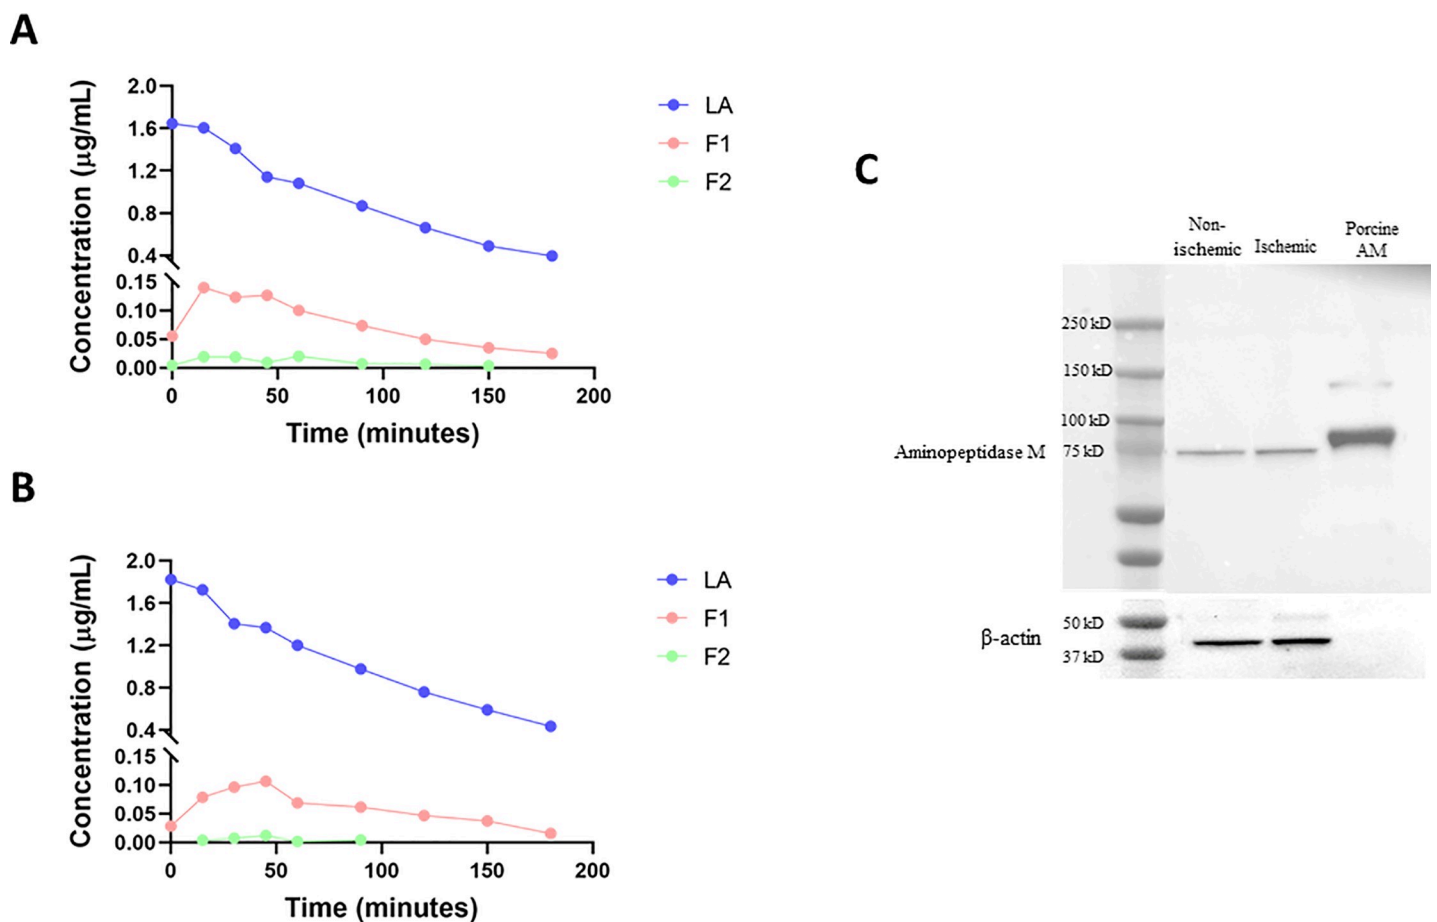 A
Concentration (μg/mL)
2.0
1.6
1.2
0.8
0.4
0.15
0.10
0.05
0.00
0
50
100
150
200
Time (minutes)
LA
F1
F2
B
Concentration (μg/mL)
2.0
1.6
1.2
0.8
0.4
0.15
0.10
0.05
0.00
0
50
100
150
200
Time (minutes)
LA
F1
F2
C
Non-
ischemic
Ischemic
Porcine
AM
250 kD
150 kD
100 kD
Aminopeptidase M
75 kD
50 kD
β-actin
37 kD